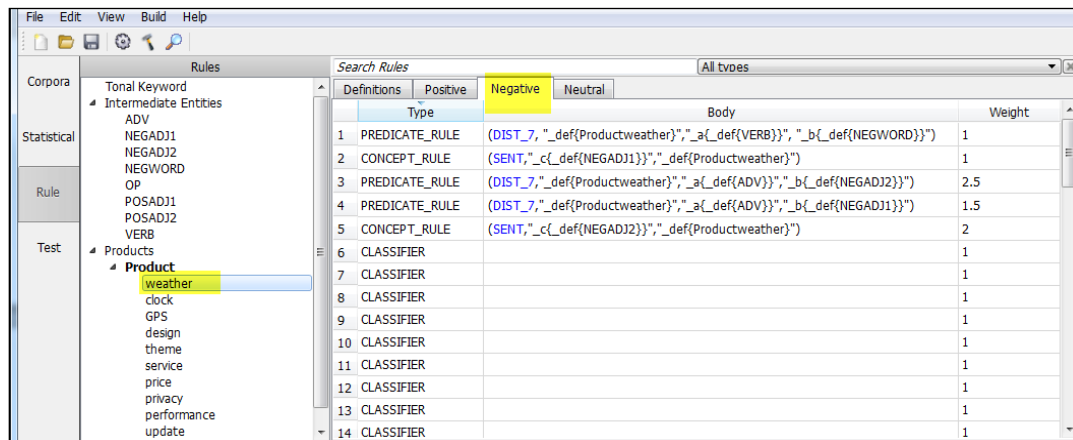 File Edit View Build Help
Corpora
Statistical
Rule
Test
Rules
Tonal Keyword
Intermediate Entities
ADV
NEGADJ1
NEGADJ2
NEGWORD
OP
POSADJ1
POSADJ2
VERB
Products
Product
weather
clock
GPS
design
theme
service
price
privacy
performance
update
Search Rules All types
Definitions Positive Negative Neutral
Type Body Weight
1 PREDICATE_RULE (DIST_7, "_def{Productweather}","_a{_def{VERB}}", "_b{_def{NEGWORD}}") 1
2 CONCEPT_RULE (SENT,"_c{_def{NEGADJ1}}","_def{Productweather}") 1
3 PREDICATE_RULE (DIST_7,"_def{Productweather}","_a{_def{ADV}}","_b{_def{NEGADJ2}}") 2.5
4 PREDICATE_RULE (DIST_7,"_def{Productweather}","_a{_def{ADV}}","_b{_def{NEGADJ1}}") 1.5
5 CONCEPT_RULE (SENT,"_c{_def{NEGADJ2}}","_def{Productweather}") 2
6 CLASSIFIER 1
7 CLASSIFIER 1
8 CLASSIFIER 1
9 CLASSIFIER 1
10 CLASSIFIER 1
11 CLASSIFIER 1
12 CLASSIFIER 1
13 CLASSIFIER 1
14 CLASSIFIER 1